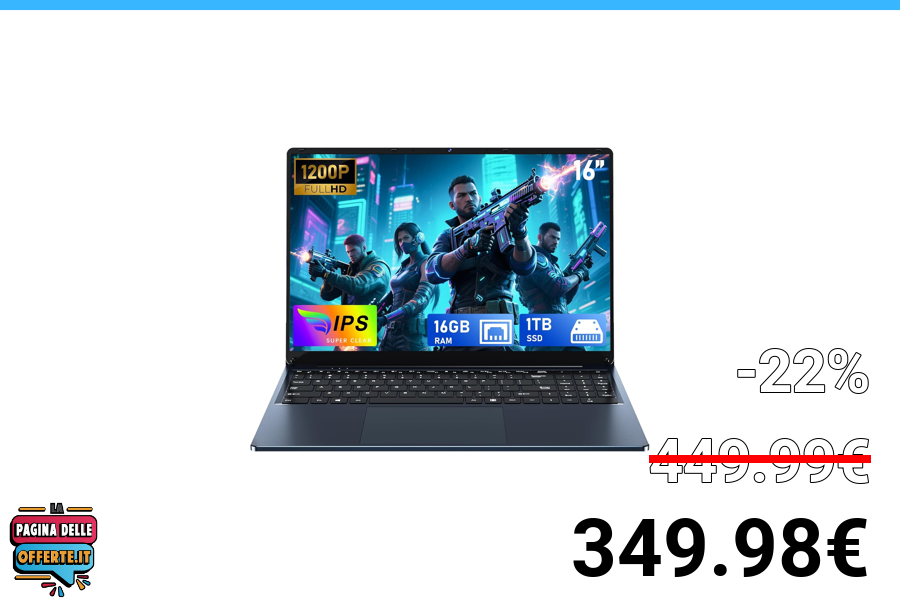 1200P
FULLHD
16"
IPS
SUPER CLEAR
16GB
RAM
1TB
SSD
-22%
449.99€
349.98€
LA
PAGINA DELLE
OFFERTE.IT